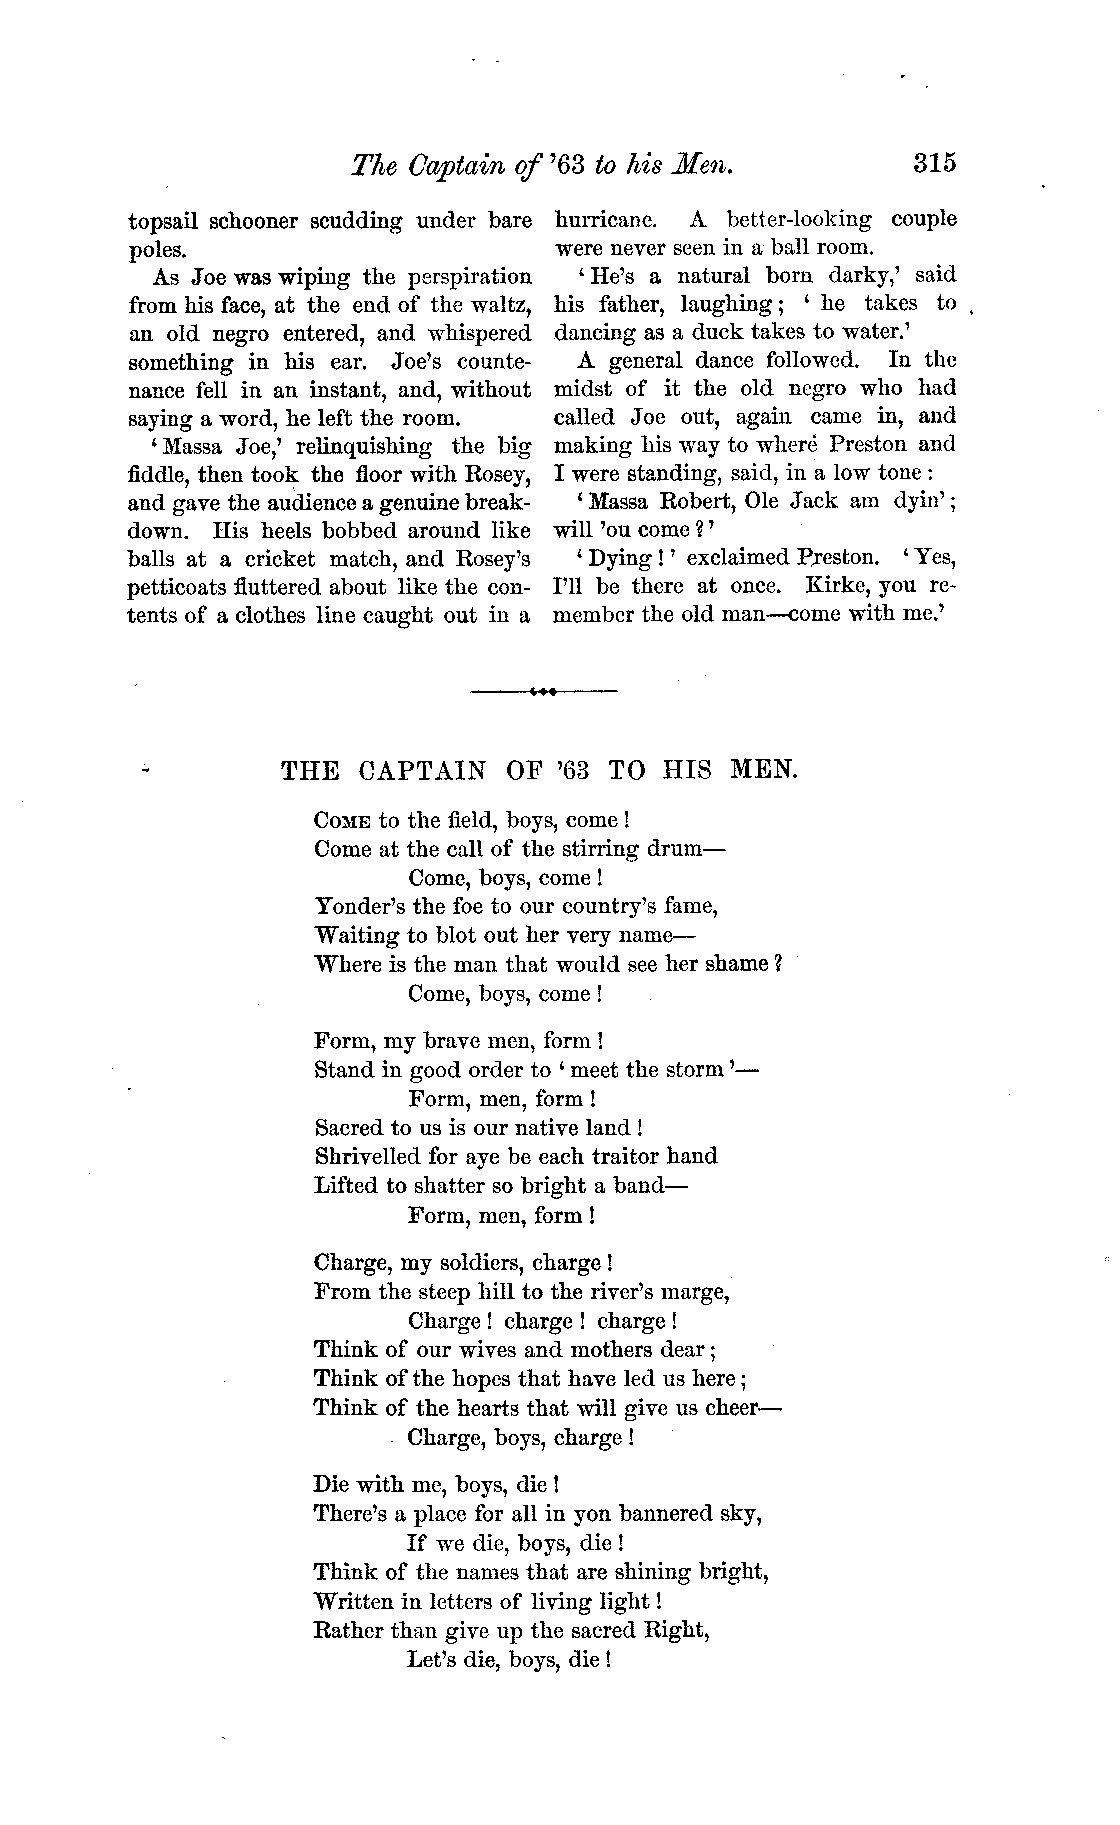 The Captain of '63 to his Men. 315
topsail schooner scudding under bare
poles.
As Joe was wiping the perspiration
from his face, at the end of the waltz,
an old negro entered, and whispered
something in his ear. Joe's counte-
nance fell in an instant, and, without
saying a word, he left the room.
'Massa Joe,' relinquishing the big
fiddle, then took the floor with Rosey,
and gave the audience a genuine break-
down. His heels bobbed around like
balls at a cricket match, and Rosey's
petticoats fluttered about like the con-
tents of a clothes line caught out in a
hurricane. A better-looking couple
were never seen in a ball room.
'He's a natural born darky,' said
his father, laughing; 'he takes to
dancing as a duck takes to water.'
A general dance followed. In the
midst of it the old negro who had
called Joe out, again came in, and
making his way to where Preston and
I were standing, said, in a low tone:
'Massa Robert, Ole Jack am dyin';
will 'ou come?'
'Dying!' exclaimed Preston. 'Yes,
I'll be there at once. Kirke, you re-
member the old man—come with me.'
THE CAPTAIN OF '63 TO HIS MEN.
COME to the field, boys, come!
Come at the call of the stirring drum—
Come, boys, come!
Yonder's the foe to our country's fame,
Waiting to blot out her very name—
Where is the man that would see her shame?
Come, boys, come!
Form, my brave men, form!
Stand in good order to 'meet the storm'—
Form, men, form!
Sacred to us is our native land!
Shrivelled for aye be each traitor hand
Lifted to shatter so bright a band—
Form, men, form!
Charge, my soldiers, charge!
From the steep hill to the river's marge,
Charge! charge! charge!
Think of our wives and mothers dear;
Think of the hopes that have led us here;
Think of the hearts that will give us cheer—
Charge, boys, charge!
Die with me, boys, die!
There's a place for all in yon bannered sky,
If we die, boys, die!
Think of the names that are shining bright,
Written in letters of living light!
Rather than give up the sacred Right,
Let's die, boys, die!